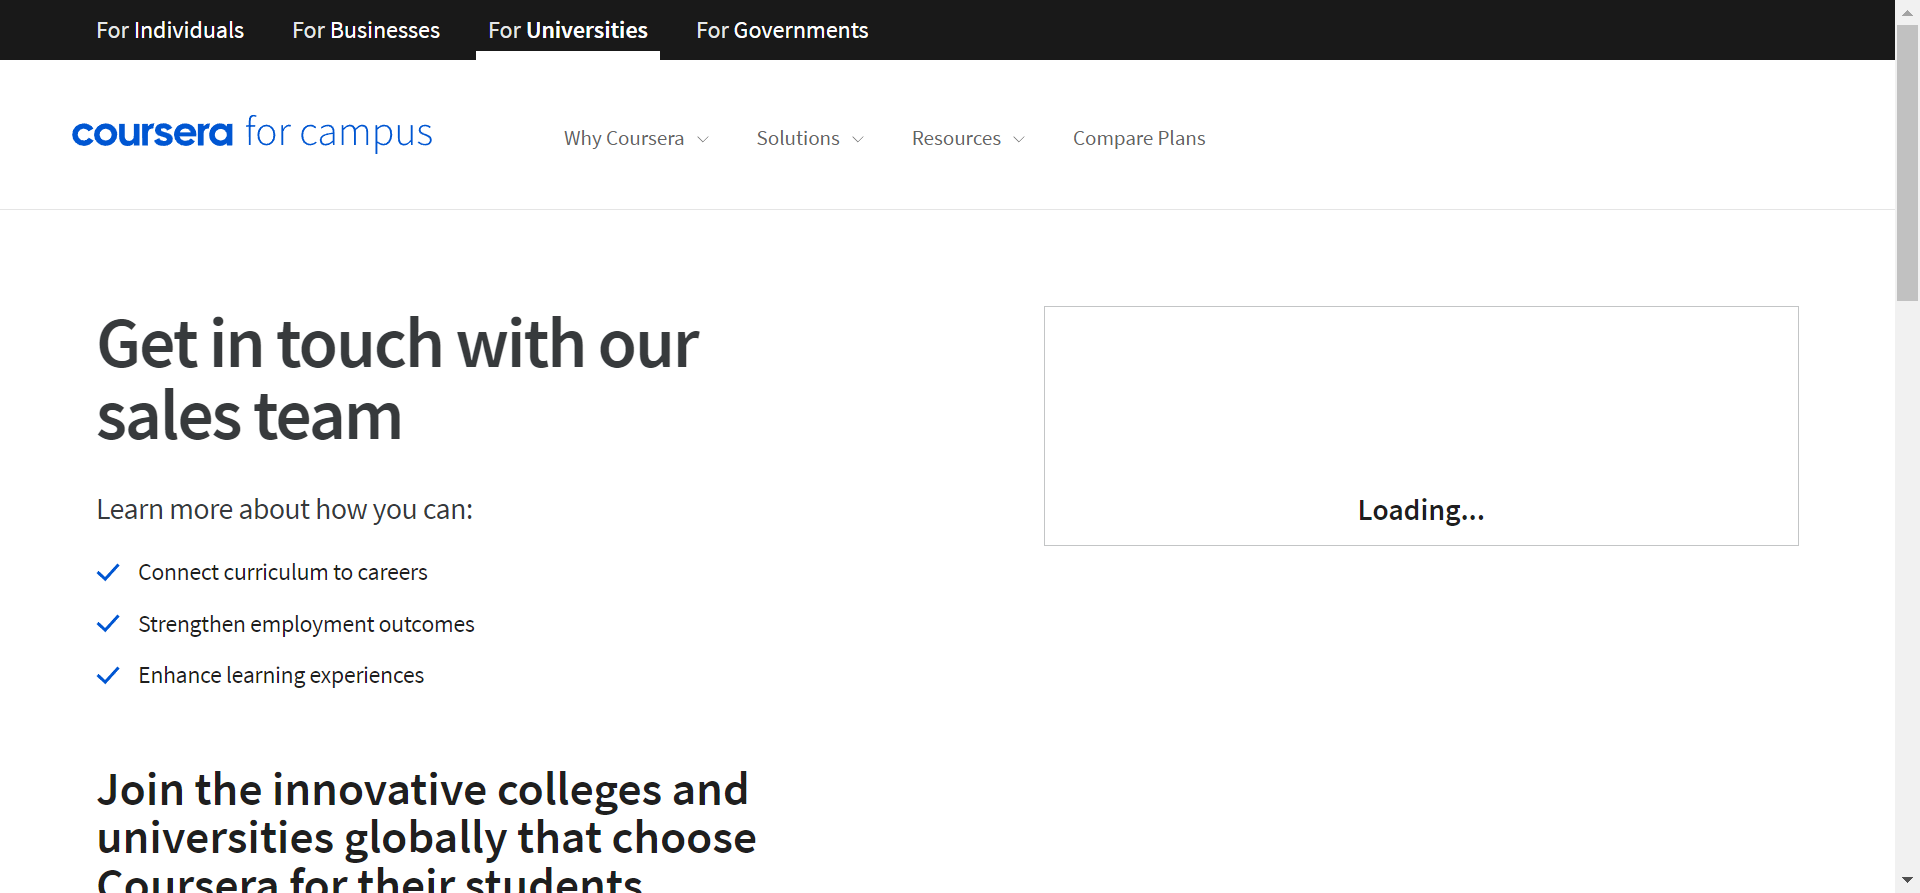 For Individuals For Businesses For Universities For Governments
coursera for campus Why Coursera Solutions Resources Compare Plans
Get in touch with our
sales team
Learn more about how you can:
Connect curriculum to careers
Strengthen employment outcomes
Enhance learning experiences
Loading...
Join the innovative colleges and
universities globally that choose
Coursera for their students